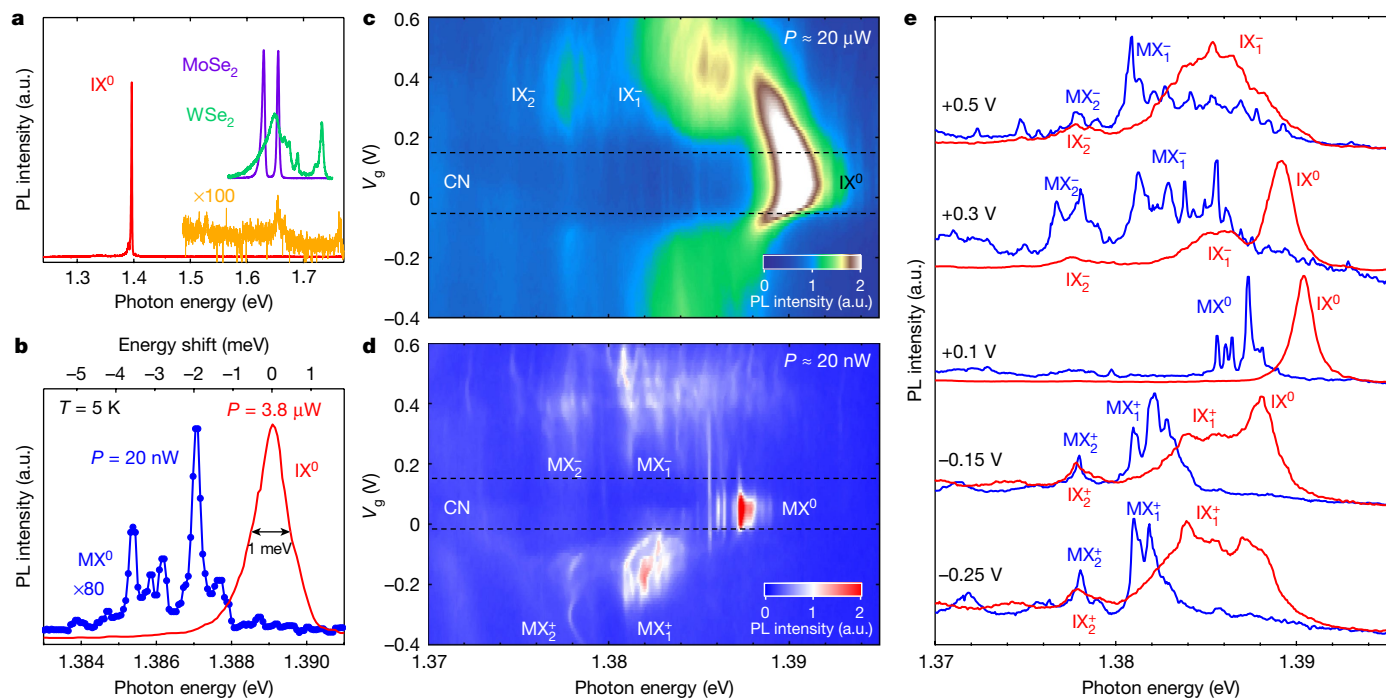 a
PL intensity (a.u.)
IX⁰
MoSe₂
WSe₂
×100
1.3 1.4 1.5 1.6 1.7
Photon energy (eV)
b
Energy shift (meV)
−5 −4 −3 −2 −1 0 1
PL intensity (a.u.)
T = 5 K
P = 3.8 μW
P = 20 nW
IX⁰
1 meV
MX⁰
×80
1.384 1.386 1.388 1.390
Photon energy (eV)
c
V_g (V)
0.6
0.4
0.2
0
−0.2
−0.4
P ≈ 20 μW
IX₂⁻
IX₁⁻
CN
IX⁰
0 1 2
PL intensity (a.u.)
d
V_g (V)
0.6
0.4
0.2
0
−0.2
−0.4
P ≈ 20 nW
MX₂⁻
MX₁⁻
CN
MX⁰
MX₂⁺
MX₁⁺
0 1 2
PL intensity (a.u.)
1.37 1.38 1.39
Photon energy (eV)
e
PL intensity (a.u.)
+0.5 V
MX₁⁻
IX₁⁻
MX₂⁻
IX₂⁻
+0.3 V
MX₂⁻
MX₁⁻
IX⁰
IX₂⁻
IX₁⁻
+0.1 V
MX⁰
IX⁰
−0.15 V
MX₂⁺
MX₁⁺
IX₁⁺
IX⁰
IX₂⁺
−0.25 V
MX₂⁺
MX₁⁺
IX₁⁺
IX₂⁺
1.37 1.38 1.39
Photon energy (eV)